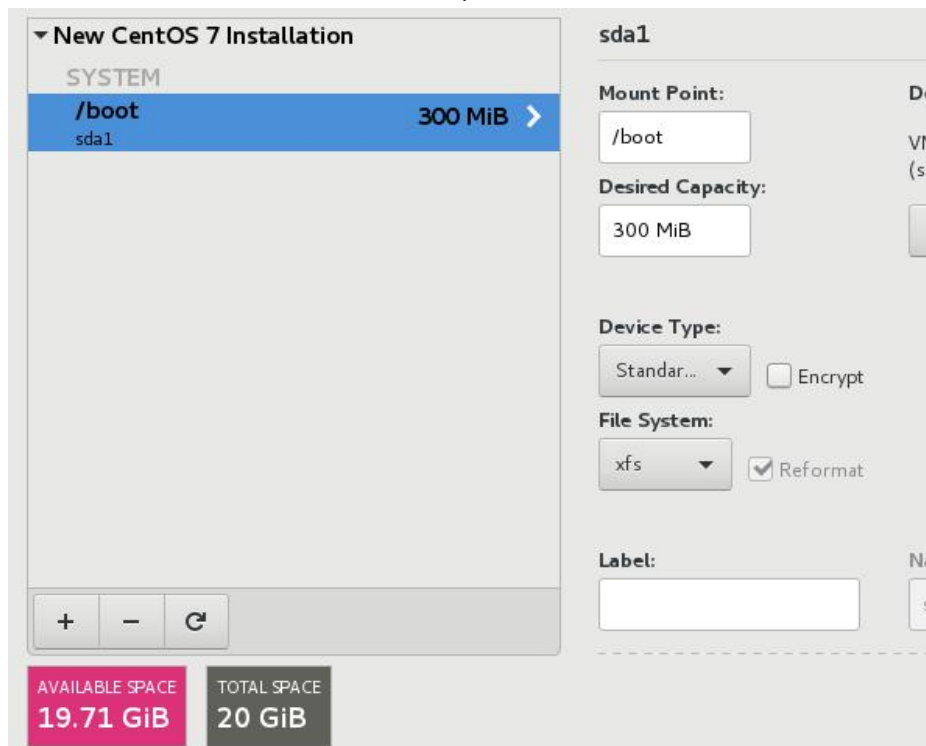 New CentOS 7 Installation
SYSTEM
/boot
300 MiB
sda1
AVAILABLE SPACE
19.71 GiB
TOTAL SPACE
20 GiB
sda1
Mount Point:
/boot
Desired Capacity:
300 MiB
Device Type:
Standar...
Encrypt
File System:
xfs
Reformat
Label: